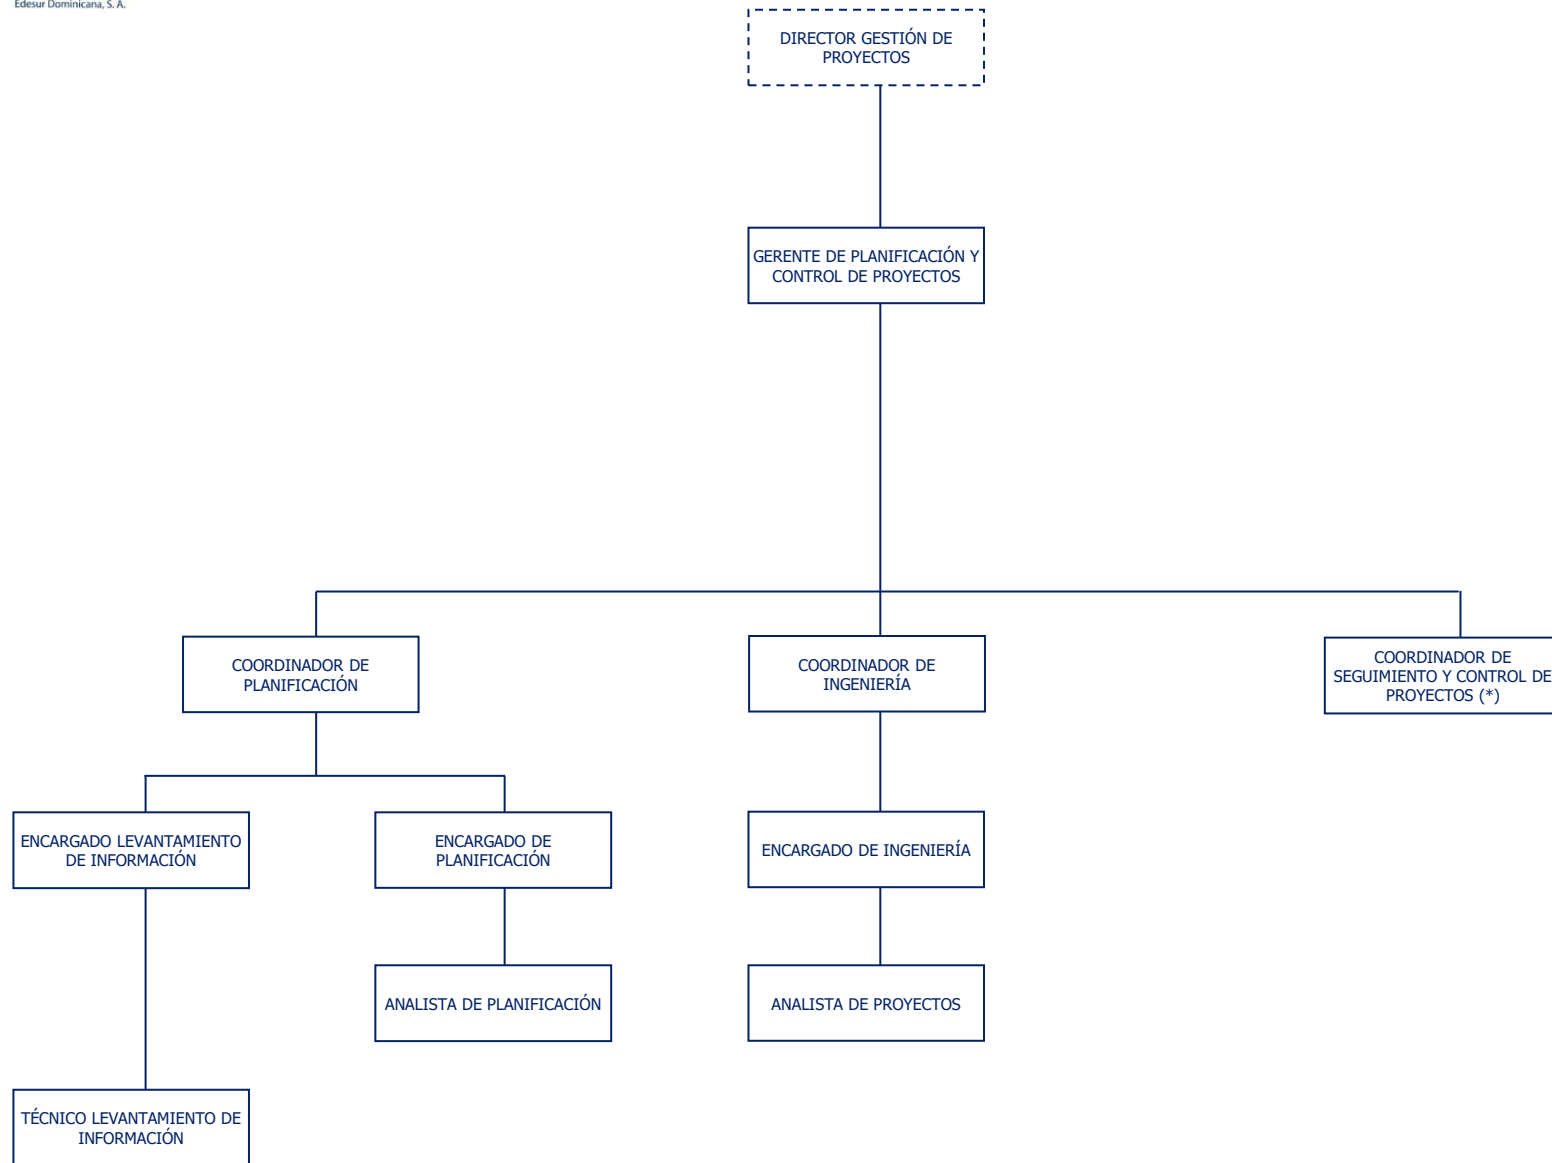 Edesur Dominicana, S. A.
DIRECTOR GESTIÓN DE
PROYECTOS
GERENTE DE PLANIFICACIÓN Y
CONTROL DE PROYECTOS
COORDINADOR DE
PLANIFICACIÓN
COORDINADOR DE
INGENIERÍA
COORDINADOR DE
SEGUIMIENTO Y CONTROL DE
PROYECTOS (*)
ENCARGADO LEVANTAMIENTO
DE INFORMACIÓN
ENCARGADO DE
PLANIFICACIÓN
ENCARGADO DE INGENIERÍA
ANALISTA DE PLANIFICACIÓN
ANALISTA DE PROYECTOS
TÉCNICO LEVANTAMIENTO DE
INFORMACIÓN